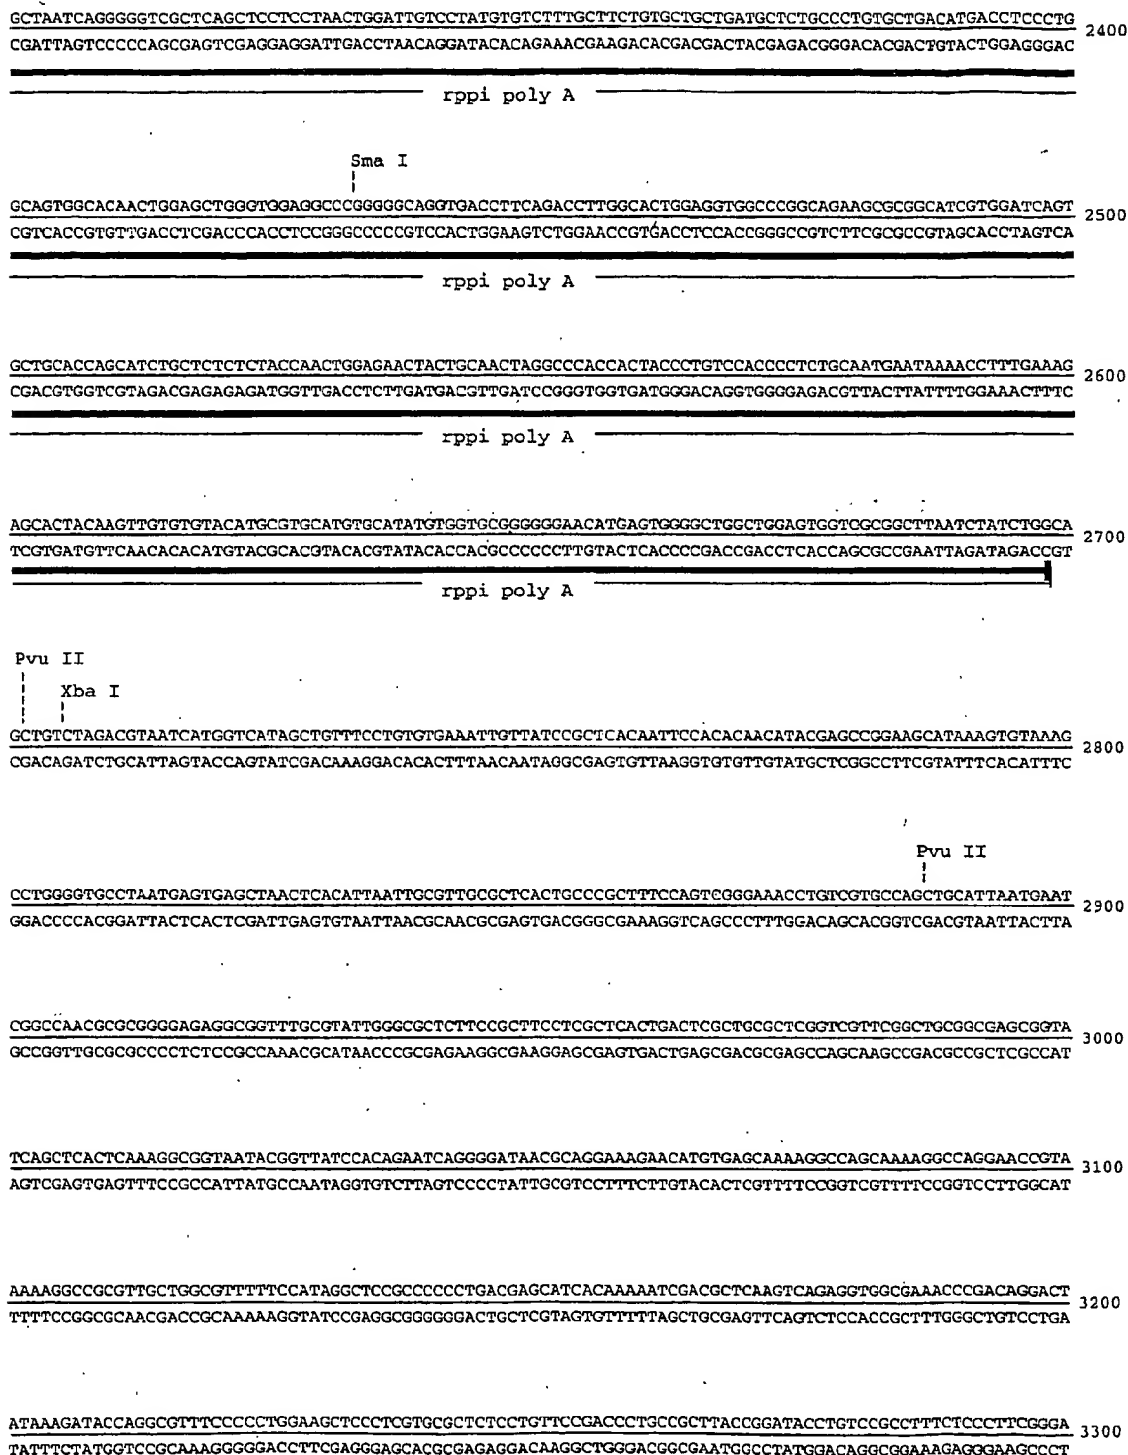 GCTAATCAGGGGGTCGCTCAGCTCCTCCTAACTGGATTGTCCTATGTGTCTTTGCTTCTGTGCTGCTGATGCTCTGCCCTGTGCTGACATGACCTCCCTG 2400
CGATTAGTCCCCCAGCGAGTCGAGGAGGATTGACCTAACAGGATACACAGAAACGAAGACACGACGACTACGAGACGGGACACGACTGTACTGGAGGGAC
rppi poly A
Sma I
GCAGTGGCACAACTGGAGCTGGGTGGAGGCCCGGGGGCAGGTGACCTTCAGACCTTGGCACTGGAGGTGGCCCGGCAGAAGCGCGGCATCGTGGATCAGT 2500
CGTCACCGTGTTGACCTCGACCCACCTCCGGGCCCCCGTCCACTGGAAGTCTGGAACCGTGACCTCCACCGGGCCGTCTTCGCGCCGTAGCACCTAGTCA
rppi poly A
GCTGCACCAGCATCTGCTCTCTCTACCAACTGGAGAACTACTGCAACTAGGCCCACCACTACCCTGTCCACCCCTCTGCAATGAATAAAACCTTTGAAAG 2600
CGACGTGGTCGTAGACGAGAGAGATGGTTGACCTCTTGATGACGTTGATCCGGGTGGTGATGGGACAGGTGGGGAGACGTTACTTATTTTGGAAACTTTC
rppi poly A
AGCACTACAAGTTGTGTGTACATGCGTGCATGTGCATATGTGGTGCGGGGGGAACATGAGTGGGGCTGGCTGGAGTGGTCGCGGCTTAATCTATCTGGCA 2700
TCGTGATGTTCAACACACATGTACGCACGTACACGTATACACCACGCCCCCCTTGTACTCACCCCGACCGACCTCACCAGCGCCGAATTAGATAGACCGT
rppi poly A
Pvu II
Xba I
GCTGTCTAGACGTAATCATGGTCATAGCTGTTTCCTGTGTGAAATTGTTATCCGCTCACAATTCCACACAACATACGAGCCGGAAGCATAAAGTGTAAAG 2800
CGACAGATCTGCATTAGTACCAGTATCGACAAAGGACACACTTTAACAATAGGCGAGTGTTAAGGTGTGTTGTATGCTCGGCCTTCGTATTTCACATTTC
Pvu II
CCTGGGGTGCCTAATGAGTGAGCTAACTCACATTAATTGCGTTGCGCTCACTGCCCGCTTTCCAGTCGGGAAACCTGTCGTGCCAGCTGCATTAATGAAT 2900
GGACCCCACGGATTACTCACTCGATTGAGTGTAATTAACGCAACGCGAGTGACGGGCGAAAGGTCAGCCCTTTGGACAGCACGGTCGACGTAATTACTTA
CGGCCAACGCGCGGGGAGAGGCGGTTTGCGTATTGGGCGCTCTTCCGCTTCCTCGCTCACTGACTCGCTGCGCTCGGTCGTTCGGCTGCGGCGAGCGGTA 3000
GCCGGTTGCGCGCCCCTCTCCGCCAAACGCATAACCCGCGAGAAGGCGAAGGAGCGAGTGACTGAGCGACGCGAGCCAGCAAGCCGACGCCGCTCGCCAT
TCAGCTCACTCAAAGGCGGTAATACGGTTATCCACAGAATCAGGGGATAACGCAGGAAAGAACATGTGAGCAAAAGGCCAGCAAAAGGCCAGGAACCGTA 3100
AGTCGAGTGAGTTTCCGCCATTATGCCAATAGGTGTCTTAGTCCCCTATTGCGTCCTTTCTTGTACACTCGTTTTCCGGTCGTTTTCCGGTCCTTGGCAT
AAAAGGCCGCGTTGCTGGCGTTTTTCCATAGGCTCCGCCCCCCTGACGAGCATCACAAAAATCGACGCTCAAGTCAGAGGTGGCGAAACCCGACAGGACT 3200
TTTTCCGGCGCAACGACCGCAAAAAGGTATCCGAGGCGGGGGGACTGCTCGTAGTGTTTTTAGCTGCGAGTTCAGTCTCCACCGCTTTGGGCTGTCCTGA
ATAAAGATACCAGGCGTTTCCCCCTGGAAGCTCCCTCGTGCGCTCTCCTGTTCCGACCCTGCCGCTTACCGGATACCTGTCCGCCTTTCTCCCTTCGGGA 3300
TATTTCTATGGTCCGCAAAGGGGGACCTTCGAGGGAGCACGCGAGAGGACAAGGCTGGGACGGCGAATGGCCTATGGACAGGCGGAAAGAGGGAAGCCCT